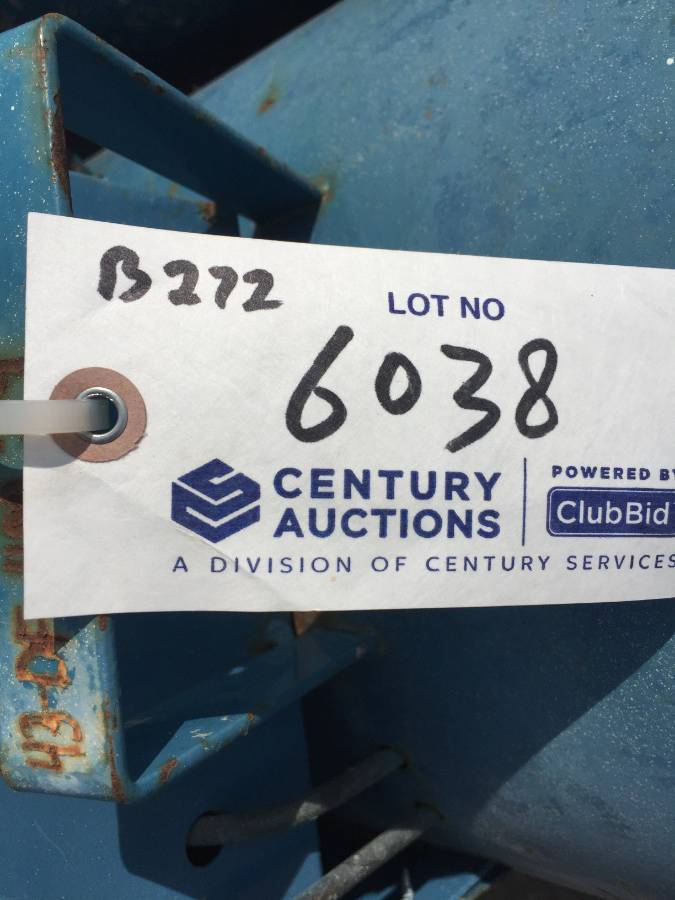 B272
LOT NO
6038
CENTURY
AUCTIONS
POWERED BY
ClubBid
A DIVISION OF CENTURY SERVICES